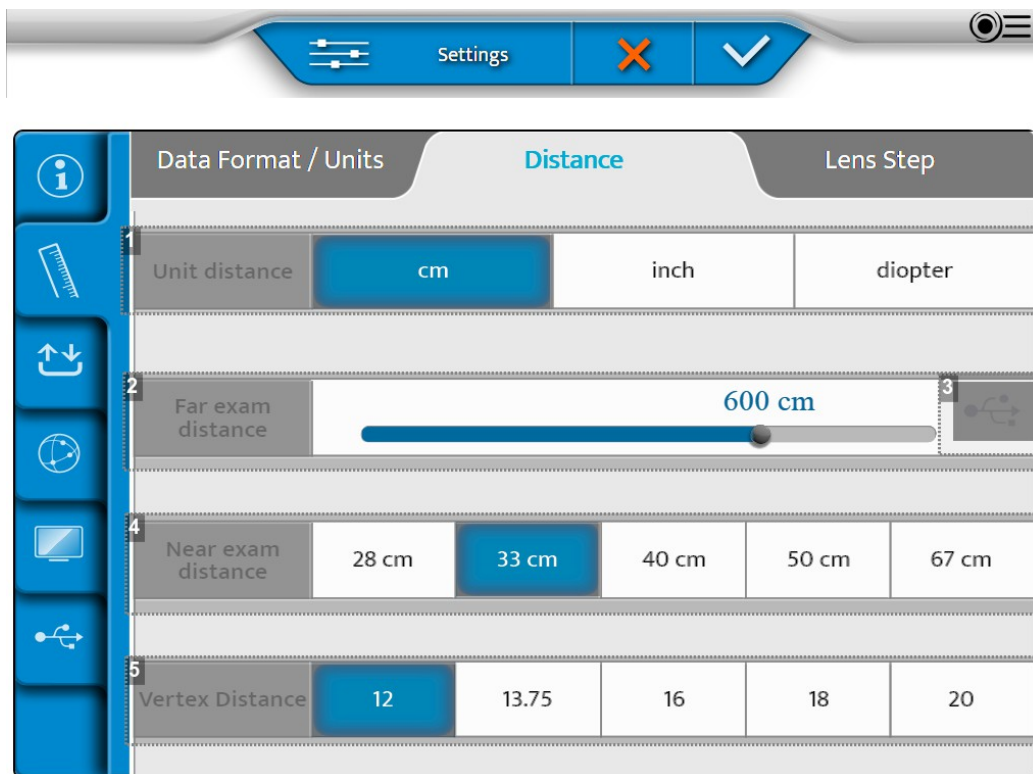 Settings
Data Format / Units
Distance
Lens Step
1
Unit distance
cm
inch
diopter
2
Far exam
distance
600 cm
3
4
Near exam
distance
28 cm
33 cm
40 cm
50 cm
67 cm
5
Vertex Distance
12
13.75
16
18
20